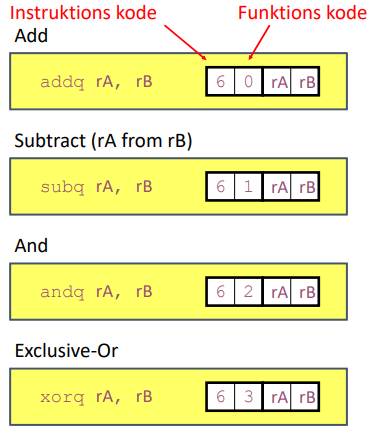 Instruktions kode Funktions kode
Add
addq rA, rB 6 0 rA rB
Subtract (rA from rB)
subq rA, rB 6 1 rA rB
And
andq rA, rB 6 2 rA rB
Exclusive-Or
xorq rA, rB 6 3 rA rB